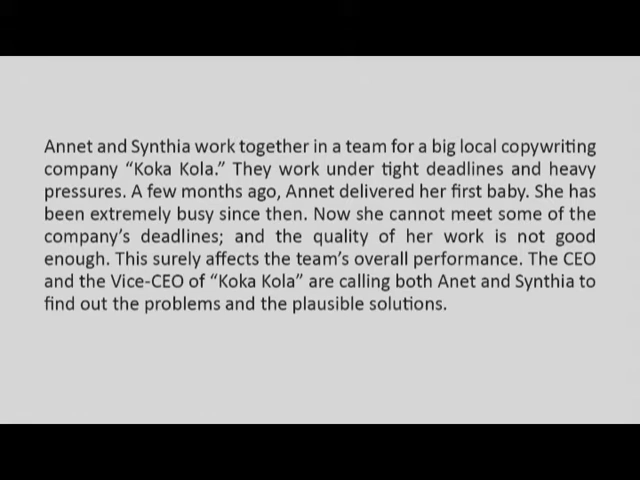 Annet and Synthia work together in a team for a big local copywriting
company “Koka Kola.” They work under tight deadlines and heavy
pressures. A few months ago, Annet delivered her first baby. She has
been extremely busy since then. Now she cannot meet some of the
company’s deadlines; and the quality of her work is not good
enough. This surely affects the team’s overall performance. The CEO
and the Vice-CEO of “Koka Kola” are calling both Anet and Synthia to
find out the problems and the plausible solutions.